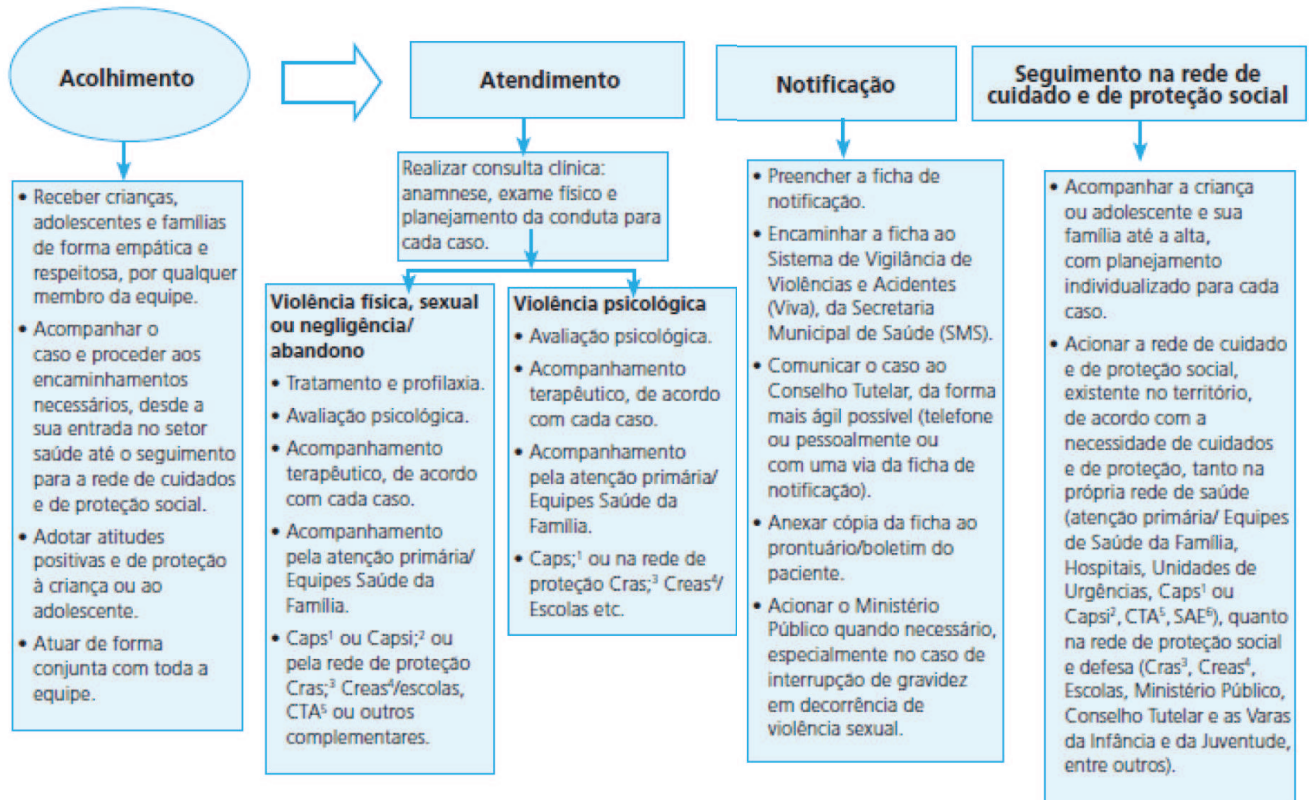 Acolhimento
• Receber crianças,
adolescentes e famílias
de forma empática e
respeitosa, por qualquer
membro da equipe.
• Acompanhar o
caso e proceder aos
encaminhamentos
necessários, desde a
sua entrada no setor
saúde até o seguimento
para a rede de cuidados
e de proteção social.
• Adotar atitudes
positivas e de proteção
à criança ou ao
adolescente.
• Atuar de forma
conjunta com toda a
equipe.
Atendimento
Realizar consulta clínica:
anamnese, exame físico e
planejamento da conduta para
cada caso.
Violência física, sexual
ou negligência/
abandono
• Tratamento e profilaxia.
• Avaliação psicológica.
• Acompanhamento
terapêutico, de acordo
com cada caso.
• Acompanhamento
pela atenção primária/
Equipes Saúde da
Família.
• Caps¹ ou Capsi;² ou
pela rede de proteção
Cras;³ Creas⁴/escolas,
CTA⁵ ou outros
complementares.
Violência psicológica
• Avaliação psicológica.
• Acompanhamento
terapêutico, de acordo
com cada caso.
• Acompanhamento
pela atenção primária/
Equipes Saúde da
Família.
• Caps;¹ ou na rede de
proteção Cras;³ Creas⁴/
Escolas etc.
Notificação
• Preencher a ficha de
notificação.
• Encaminhar a ficha ao
Sistema de Vigilância de
Violências e Acidentes
(Viva), da Secretaria
Municipal de Saúde (SMS).
• Comunicar o caso ao
Conselho Tutelar, da forma
mais ágil possível (telefone
ou pessoalmente ou
com uma via da ficha de
notificação).
• Anexar cópia da ficha ao
prontuário/boletim do
paciente.
• Acionar o Ministério
Público quando necessário,
especialmente no caso de
interrupção de gravidez
em decorrência de
violência sexual.
Seguimento na rede de
cuidado e de proteção social
• Acompanhar a criança
ou adolescente e sua
família até a alta,
com planejamento
individualizado para cada
caso.
• Acionar a rede de cuidado
e de proteção social,
existente no território,
de acordo com a
necessidade de cuidados
e de proteção, tanto na
própria rede de saúde
(atenção primária/ Equipes
de Saúde da Família,
Hospitais, Unidades de
Urgências, Caps¹ ou
Capsi², CTA⁵, SAE⁶), quanto
na rede de proteção social
e defesa (Cras³, Creas⁴,
Escolas, Ministério Público,
Conselho Tutelar e as Varas
da Infância e da Juventude,
entre outros).